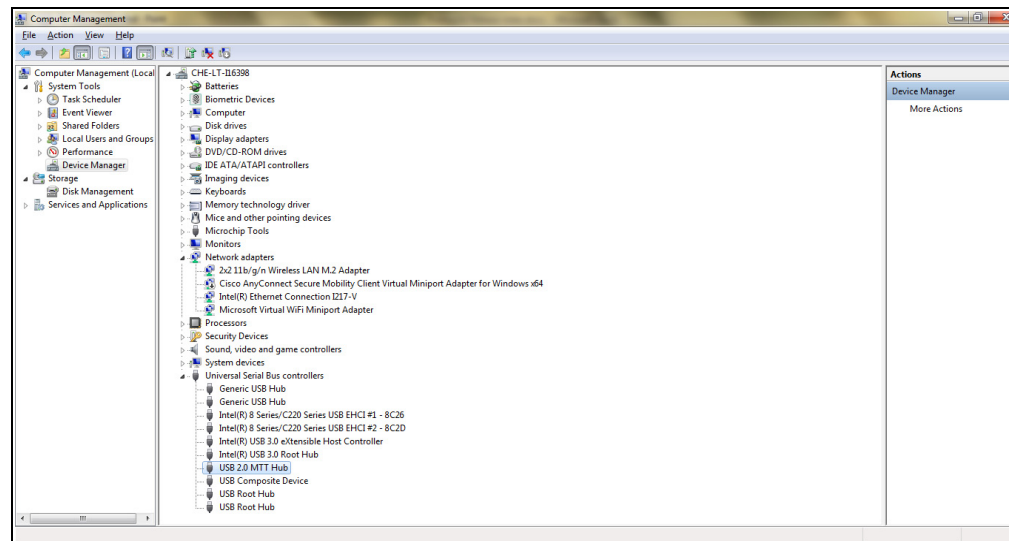 Computer Management
File Action View Help
Computer Management (Local
System Tools
Task Scheduler
Event Viewer
Shared Folders
Local Users and Groups
Performance
Device Manager
Storage
Disk Management
Services and Applications
CHE-LT-I16398
Batteries
Biometric Devices
Computer
Disk drives
Display adapters
DVD/CD-ROM drives
IDE ATA/ATAPI controllers
Imaging devices
Keyboards
Memory technology driver
Mice and other pointing devices
Microchip Tools
Monitors
Network adapters
2x2 11b/g/n Wireless LAN M.2 Adapter
Cisco AnyConnect Secure Mobility Client Virtual Miniport Adapter for Windows x64
Intel(R) Ethernet Connection I217-V
Microsoft Virtual WiFi Miniport Adapter
Processors
Security Devices
Sound, video and game controllers
System devices
Universal Serial Bus controllers
Generic USB Hub
Generic USB Hub
Intel(R) 8 Series/C220 Series USB EHCI #1 - 8C26
Intel(R) 8 Series/C220 Series USB EHCI #2 - 8C2D
Intel(R) USB 3.0 eXtensible Host Controller
Intel(R) USB 3.0 Root Hub
USB 2.0 MTT Hub
USB Composite Device
USB Root Hub
USB Root Hub
Actions
Device Manager
More Actions